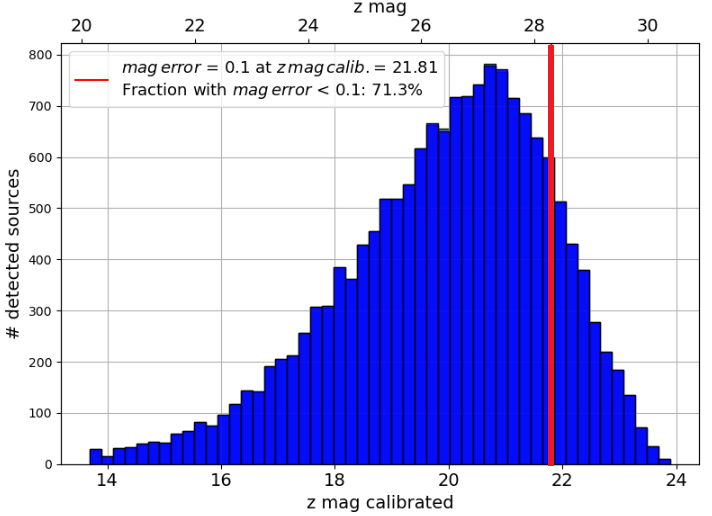 z mag
20 22 24 26 28 30
mag error = 0.1 at z mag calib. = 21.81
Fraction with mag error < 0.1: 71.3%
# detected sources
800
700
600
500
400
300
200
100
0
14 16 18 20 22 24
z mag calibrated